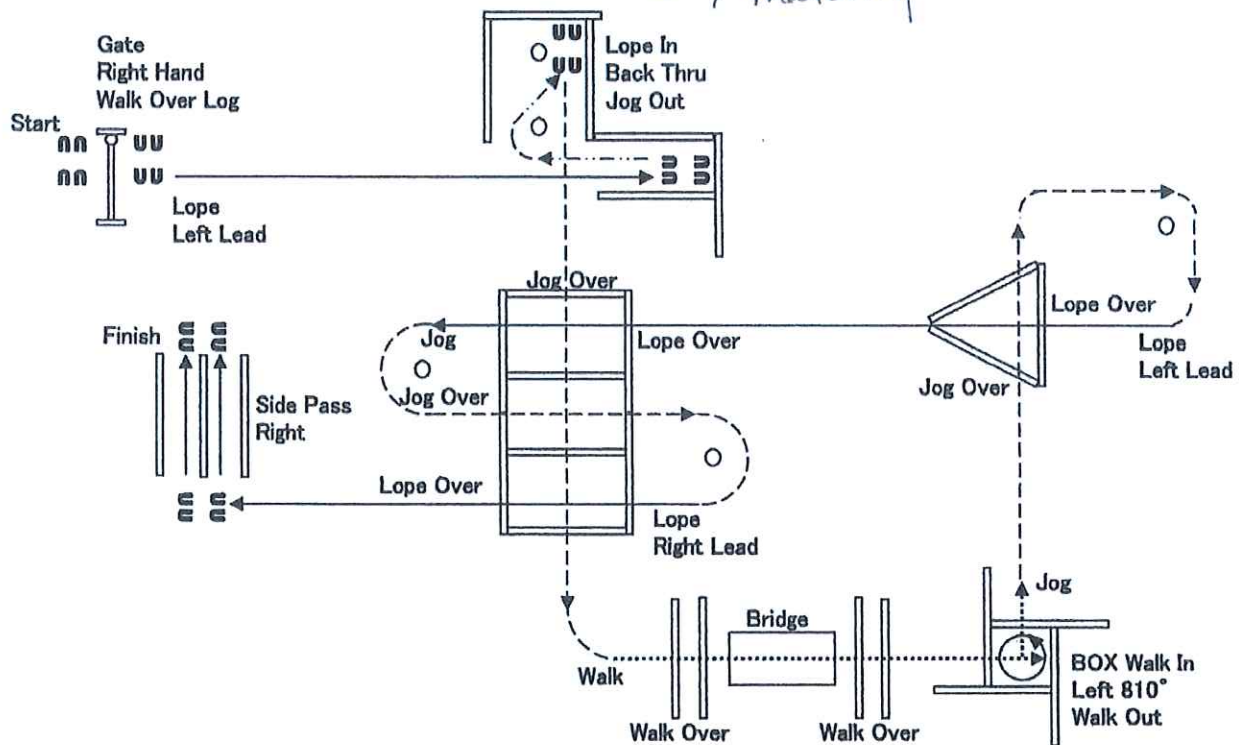 Gate
Right Hand
Walk Over Log
Start
Lope
Left Lead
Lope In
Back Thru
Jog Out
Jog Over
Lope Over
Lope
Left Lead
Jog Over
Finish
Jog
Lope Over
Jog Over
Side Pass
Right
Lope Over
Lope
Right Lead
Jog
Bridge
Walk
BOX Walk In
Left 810°
Walk Out
Walk Over
Walk Over